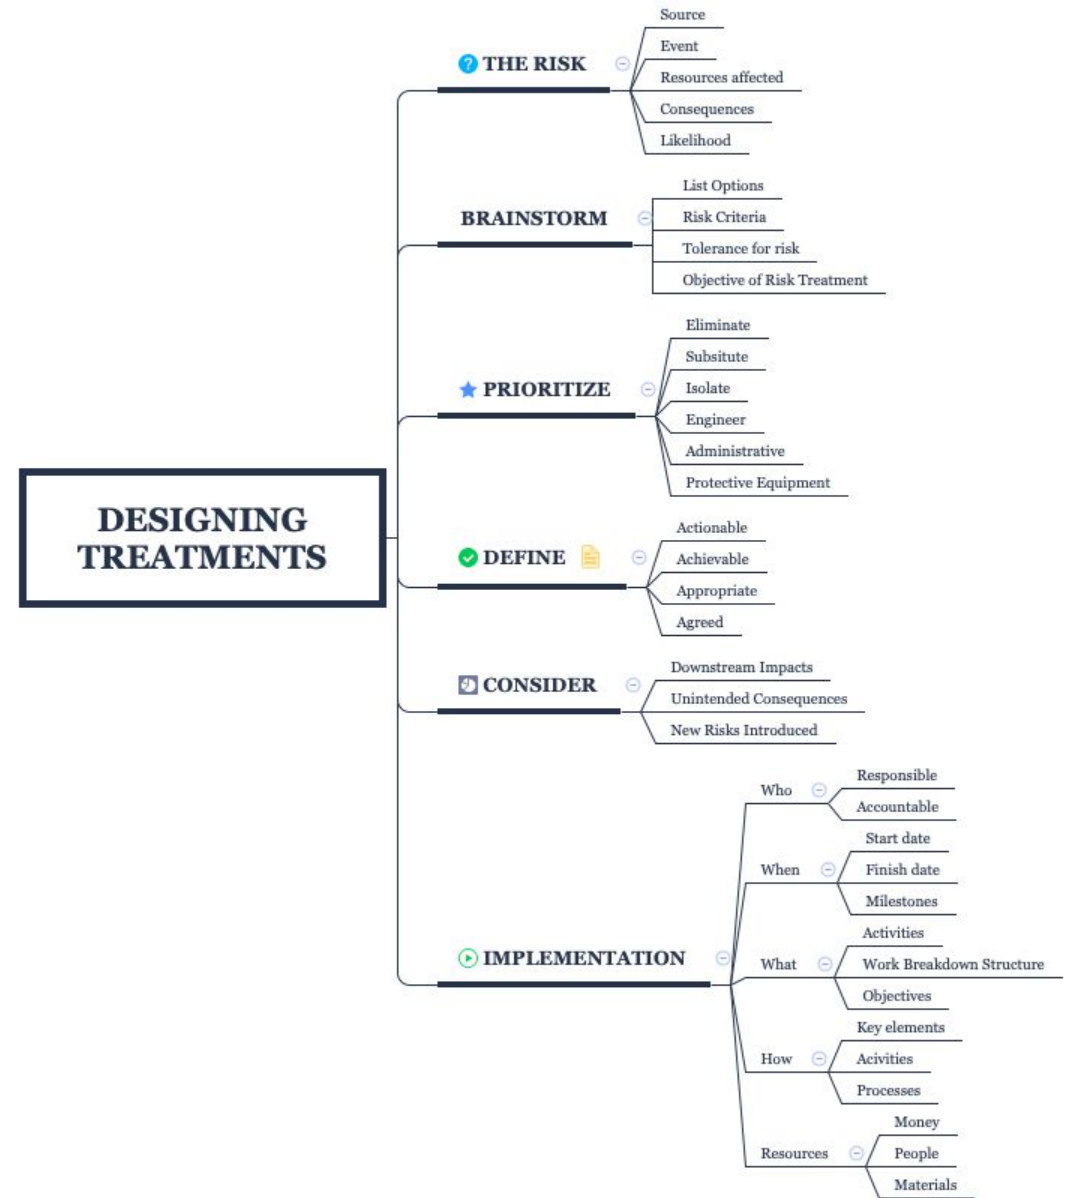 DESIGNING
TREATMENTS
THE RISK
Source
Event
Resources affected
Consequences
Likelihood
BRAINSTORM
List Options
Risk Criteria
Tolerance for risk
Objective of Risk Treatment
PRIORITIZE
Eliminate
Subsitute
Isolate
Engineer
Administrative
Protective Equipment
DEFINE
Actionable
Achievable
Appropriate
Agreed
CONSIDER
Downstream Impacts
Unintended Consequences
New Risks Introduced
IMPLEMENTATION
Who
Responsible
Accountable
When
Start date
Finish date
Milestones
What
Activities
Work Breakdown Structure
Objectives
How
Key elements
Acivities
Processes
Resources
Money
People
Materials